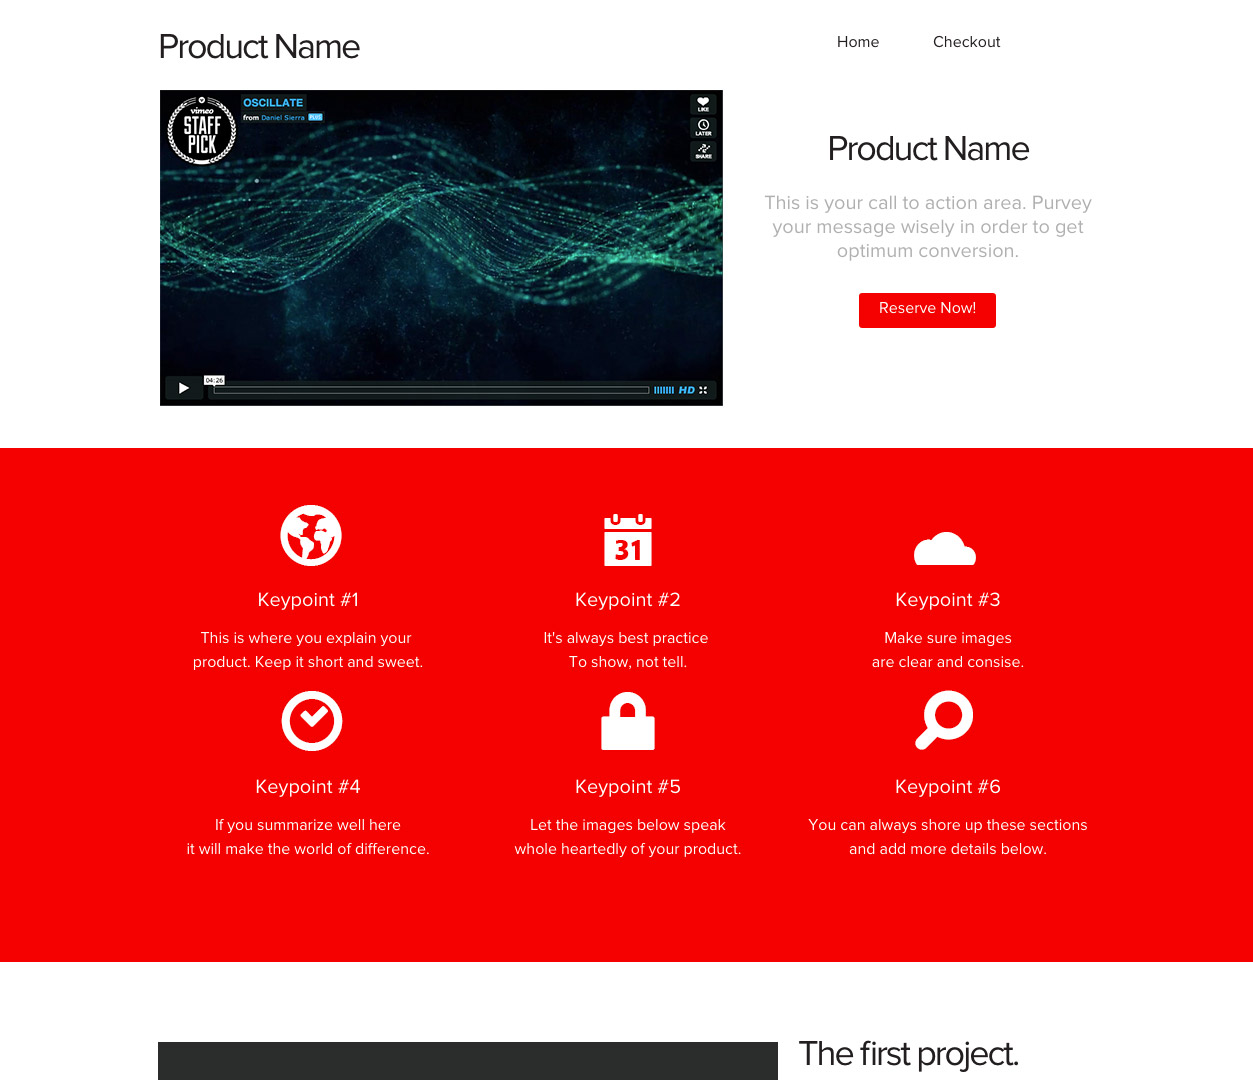 Product Name
Home
Checkout
vimeo
STAFF
PICK
OSCILLATE
from Daniel Sierra PLUS
LIKE
LATER
SHARE
04:26
HD
Product Name
This is your call to action area. Purvey
your message wisely in order to get
optimum conversion.
Reserve Now!
31
Keypoint #1
This is where you explain your
product. Keep it short and sweet.
Keypoint #2
It's always best practice
To show, not tell.
Keypoint #3
Make sure images
are clear and consise.
Keypoint #4
If you summarize well here
it will make the world of difference.
Keypoint #5
Let the images below speak
whole heartedly of your product.
Keypoint #6
You can always shore up these sections
and add more details below.
The first project.